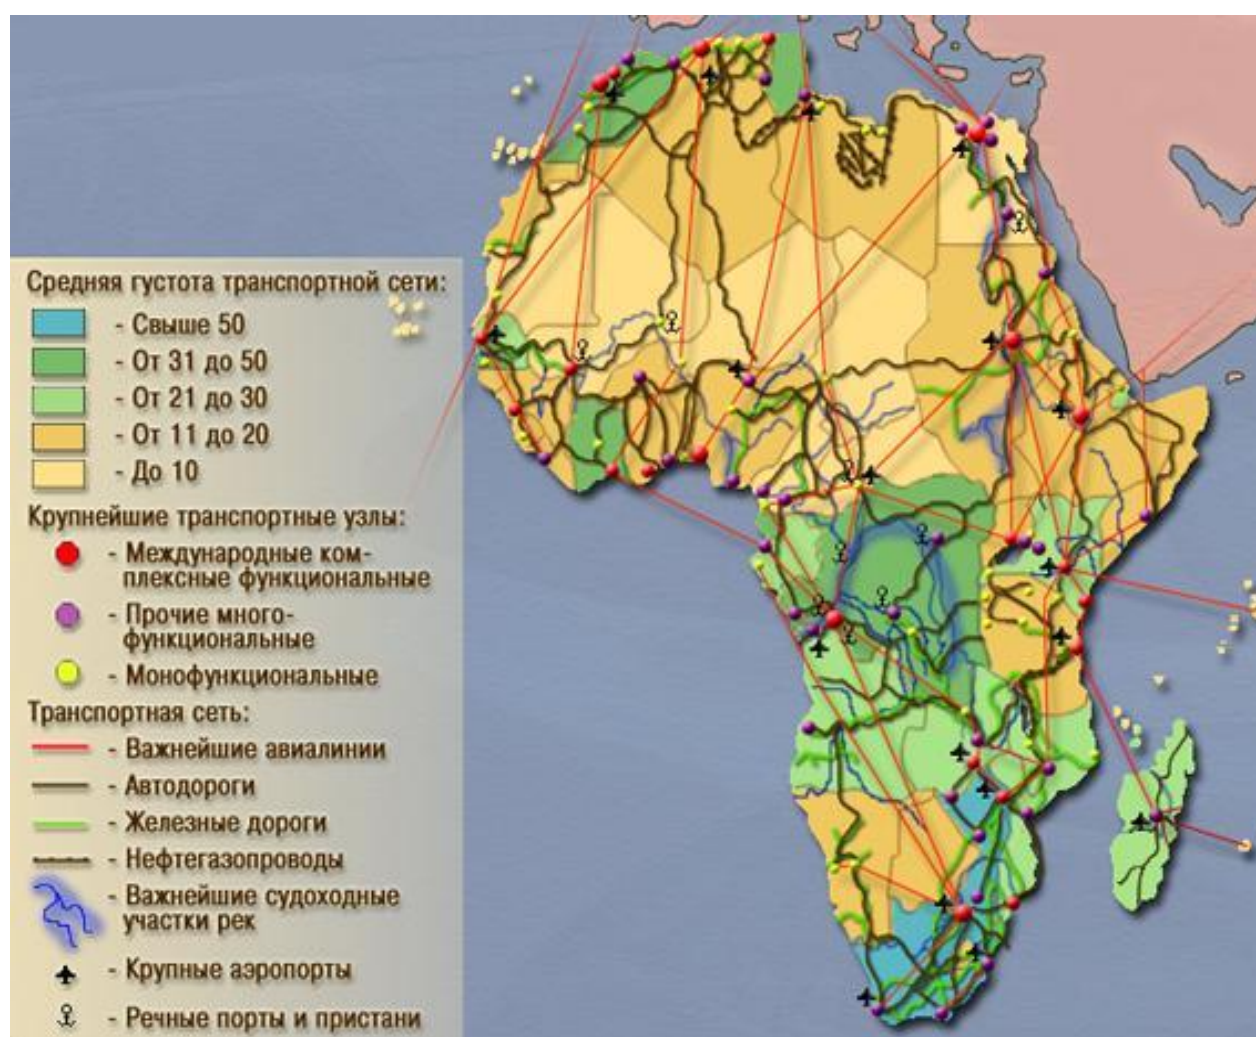 Средняя густота транспортной сети:
- Свыше 50
- От 31 до 50
- От 21 до 30
- От 11 до 20
- До 10
Крупнейшие транспортные узлы:
- Международные ком-
плексные функциональные
- Прочие много-
функциональные
- Монофункциональные
Транспортная сеть:
- Важнейшие авиалинии
- Автодороги
- Железные дороги
- Нефтегазопроводы
- Важнейшие судоходные
участки рек
- Крупные аэропорты
- Речные порты и пристани